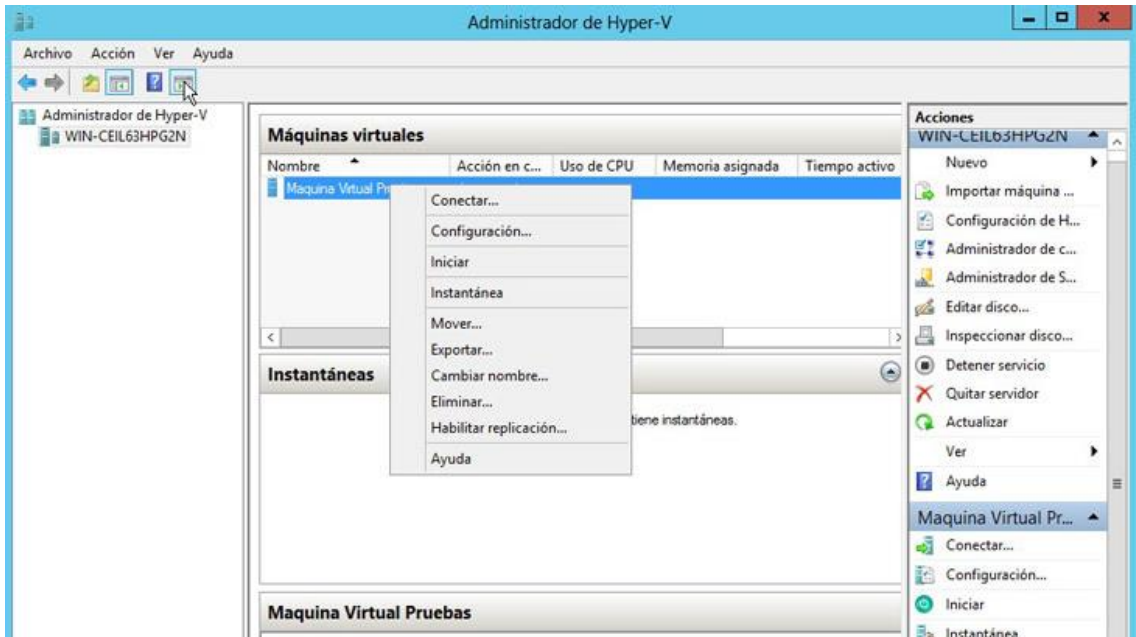 Administrador de Hyper-V
Archivo Acción Ver Ayuda
Administrador de Hyper-V
WIN-CEIL63HPG2N
Máquinas virtuales
Nombre Acción en c... Uso de CPU Memoria asignada Tiempo activo
Maquina Virtual
Conectar...
Configuración...
Iniciar
Instantánea
Mover...
Exportar...
Cambiar nombre...
Eliminar...
Habilitar replicación...
Ayuda
Instantáneas
tiene instantáneas.
Maquina Virtual Pruebas
Acciones
WIN-CEIL63HPG2N
Nuevo
Importar máquina ...
Configuración de H...
Administrador de c...
Administrador de S...
Editar disco...
Inspeccionar disco...
Detener servicio
Quitar servidor
Actualizar
Ver
Ayuda
Maquina Virtual Pr...
Conectar...
Configuración...
Iniciar
Instantánea